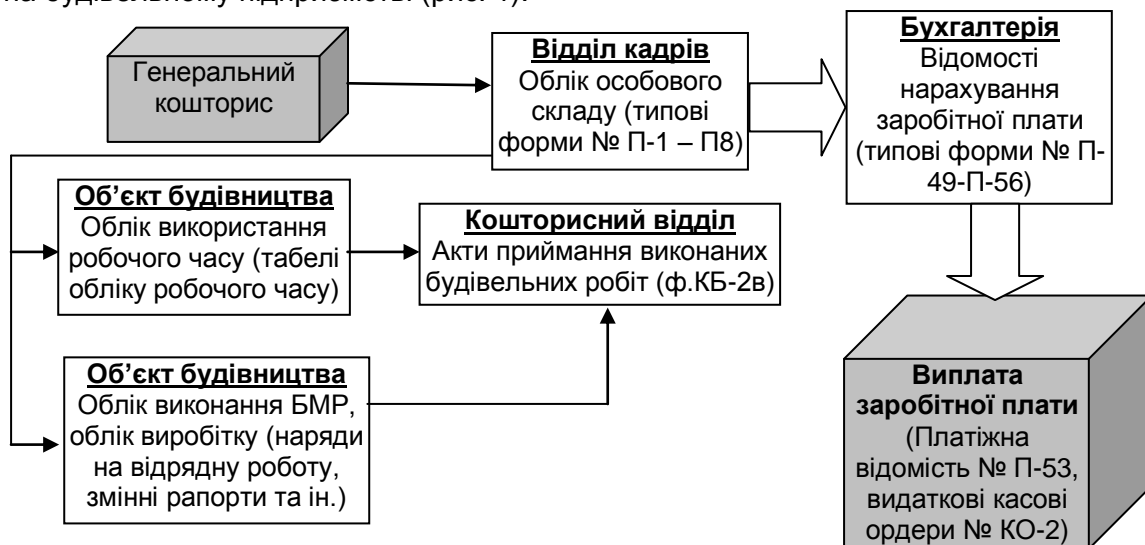 на будівельному підприємстві (рис. 1).
Генеральний
кошторис
Відділ кадрів
Облік особового
складу (типові
форми № П-1 – П8)
Бухгалтерія
Відомості
нарахування
заробітної плати
(типові форми № П-
49-П-56)
Об’єкт будівництва
Облік використання
робочого часу (табелі
обліку робочого часу)
Кошторисний відділ
Акти приймання виконаних
будівельних робіт (ф.КБ-2в)
Об’єкт будівництва
Облік виконання БМР,
облік виробітку (наряди
на відрядну роботу,
змінні рапорти та ін.)
Виплата
заробітної плати
(Платіжна
відомість № П-53,
видаткові касові
ордери № КО-2)